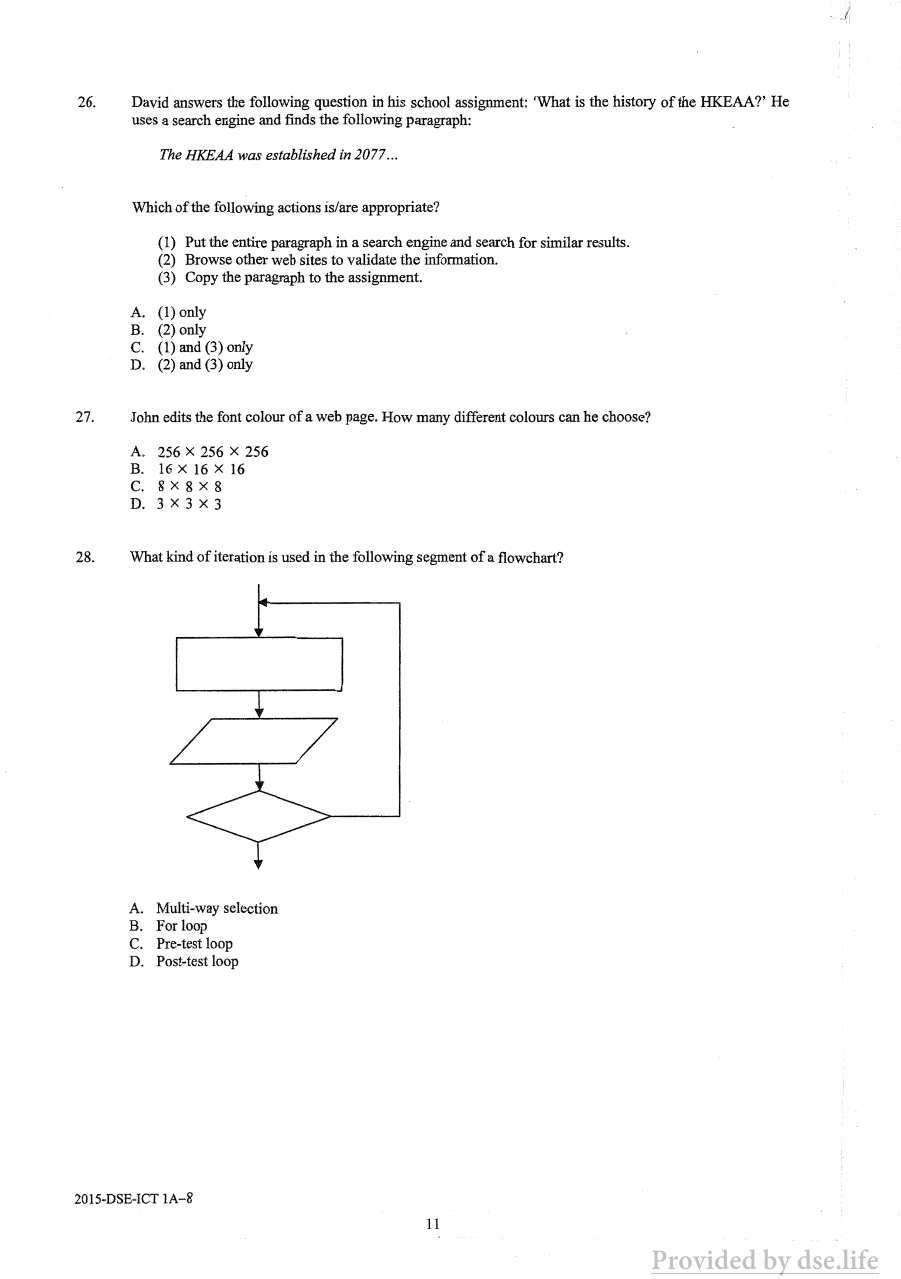 26. David answers the following question in his school assignment: ‘What is the history of the HKEAA?’ He
uses a search engine and finds the following paragraph:
The HKEAA was established in 2077...
Which of the following actions is/are appropriate?
(1) Put the entire paragraph in a search engine and search for similar results.
(2) Browse other web sites to validate the information.
(3) Copy the paragraph to the assignment.
A. (1) only
B. (2) only
C. (1) and (3) only
D. (2) and (3) only
27. John edits the font colour of a web page. How many different colours can he choose?
A. 256 × 256 × 256
B. 16 × 16 × 16
C. 8 × 8 × 8
D. 3 × 3 × 3
28. What kind of iteration is used in the following segment of a flowchart?
A. Multi-way selection
B. For loop
C. Pre-test loop
D. Post-test loop
2015-DSE-ICT 1A–8
11
Provided by dse.life